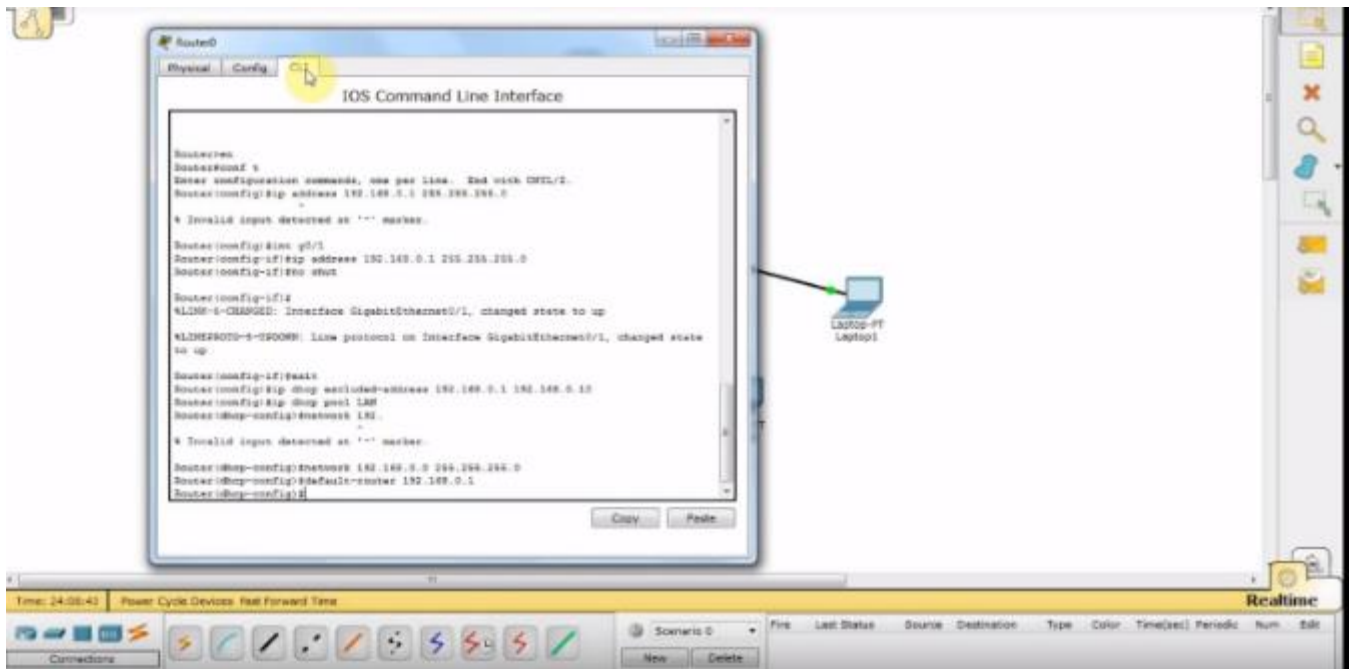 Router0
Physical Config CLI
IOS Command Line Interface
Router>en
Router#conf t
Enter configuration commands, one per line. End with CNTL/Z.
Router(config)#ip address 192.168.0.1 255.255.255.0
^
% Invalid input detected at '^' marker.
Router(config)#int g0/1
Router(config-if)#ip address 192.168.0.1 255.255.255.0
Router(config-if)#no shut
Router(config-if)#
%LINK-5-CHANGED: Interface GigabitEthernet0/1, changed state to up
%LINEPROTO-5-UPDOWN: Line protocol on Interface GigabitEthernet0/1, changed state
to up
Router(config-if)#exit
Router(config)#ip dhcp excluded-address 192.168.0.1 192.168.0.10
Router(config)#ip dhcp pool LAN
Router(dhcp-config)#network 192.
^
% Invalid input detected at '^' marker.
Router(dhcp-config)#network 192.168.0.0 255.255.255.0
Router(dhcp-config)#default-router 192.168.0.1
Router(dhcp-config)#
Copy Paste
Laptop-PT
Laptop1
T
Time: 24:08:43 Power Cycle Devices Fast Forward Time
Realtime
Connections
Scenario 0
New Delete
Fire Last Status Source Destination Type Color Time(sec) Periodic Num Edit